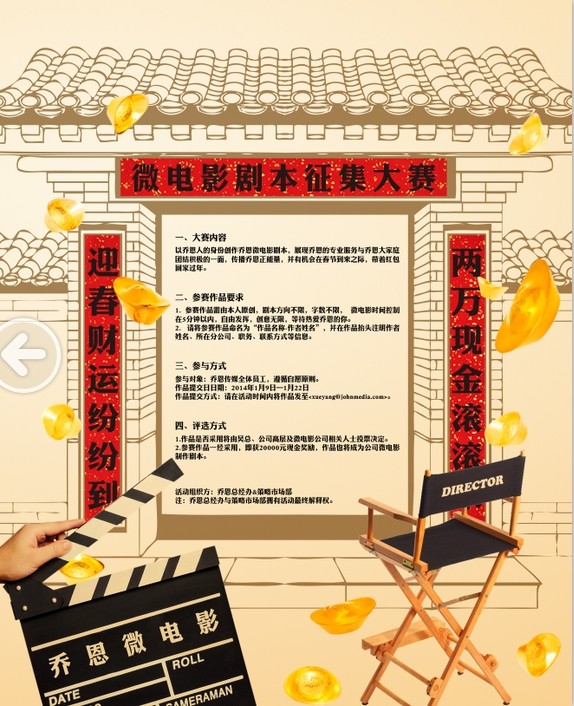 微电影剧本征集大赛
迎春财运纷纷到
两万现金滚滚
一、大赛内容
以乔恩人的身份创作乔恩微电影剧本，展现乔恩的专业服务与乔恩大家庭
团结积极的一面，传播乔恩正能量，并有机会在春节到来之际，带着红包
回家过年。
二、参赛作品要求
1. 参赛作品需由本人原创，剧本方向不限，字数不限， 微电影时间控制
在5分钟以内，自由发挥，创意无限，等待热爱乔恩的你。
2. 请将参赛作品命名为“作品名称-作者姓名”，并在作品抬头注明作者
姓名、所在分公司、职务、联系方式等信息。
三、参与方式
参与对象：乔恩传媒全体员工，遵循自愿原则。
作品提交日日期：2014年1月9日—1月22日
作品提交方式：请在活动时间内将作品发至<xueyang@johnmedia.com>。
四、评选方式
1.作品是否采用将由吴总、公司高层及微电影公司相关人士投票决定。
2.参赛作品一经采用，即获20000元现金奖励，作品也将成为公司微电影
制作剧本。
活动组织方：乔恩总经办&策略市场部
注：乔恩总经办与策略市场部拥有活动最终解释权。
DIRECTOR
乔恩微电影
ROLL
DATE
CAMERAMAN